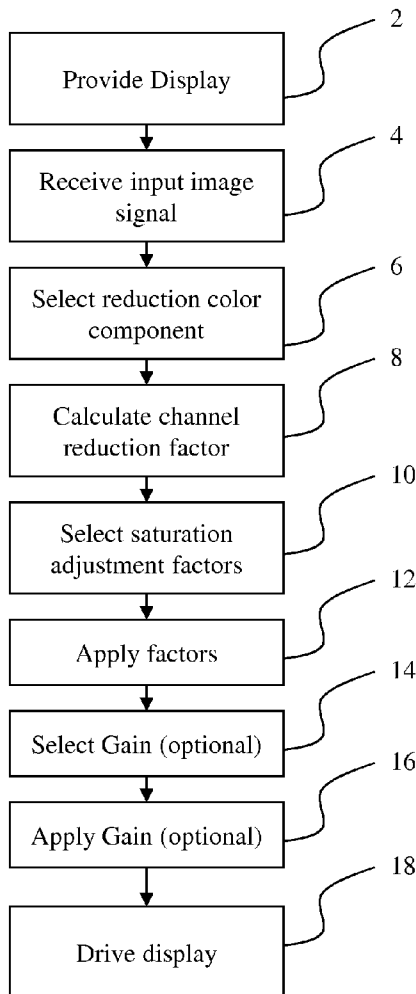 2
Provide Display
4
Receive input image
signal
6
Select reduction color
component
8
Calculate channel
reduction factor
10
Select saturation
adjustment factors
12
Apply factors
14
Select Gain (optional)
16
Apply Gain (optional)
18
Drive display